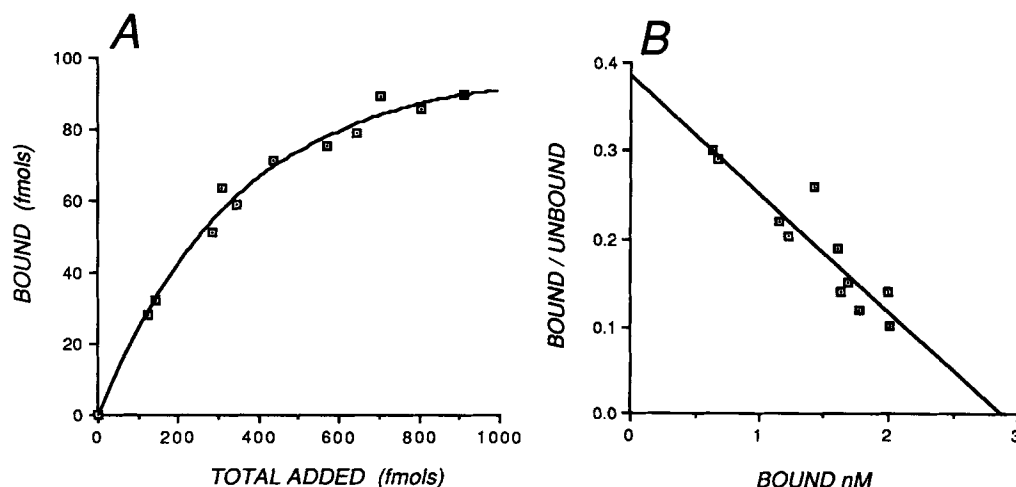 A
100
80
60
40
20
0
BOUND (fmols)
0 200 400 600 800 1000
TOTAL ADDED (fmols)
B
0.4
0.3
0.2
0.1
0.0
BOUND / UNBOUND
0 1 2 3
BOUND nM